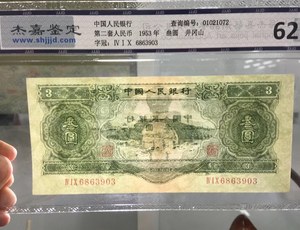 杰嘉鉴定
www.shjjjd.com
中国人民银行
查询编号：01021072
第二套人民币 1953年 叁圆 井冈山
字冠：ⅣⅠⅩ 6863903
62
3 中国人民银行 3
叁圆
叁圆
ⅣⅠⅩ6863903
ⅣⅠⅩ6863903